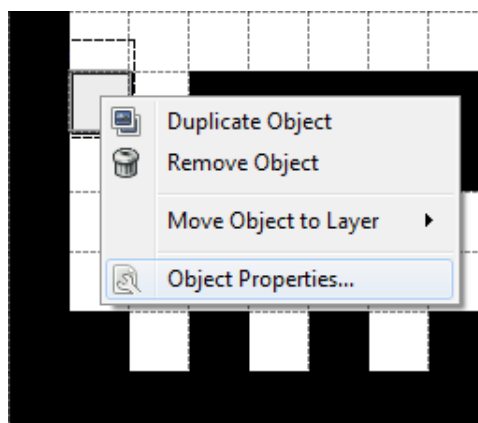 Duplicate Object
Remove Object
Move Object to Layer
Object Properties...